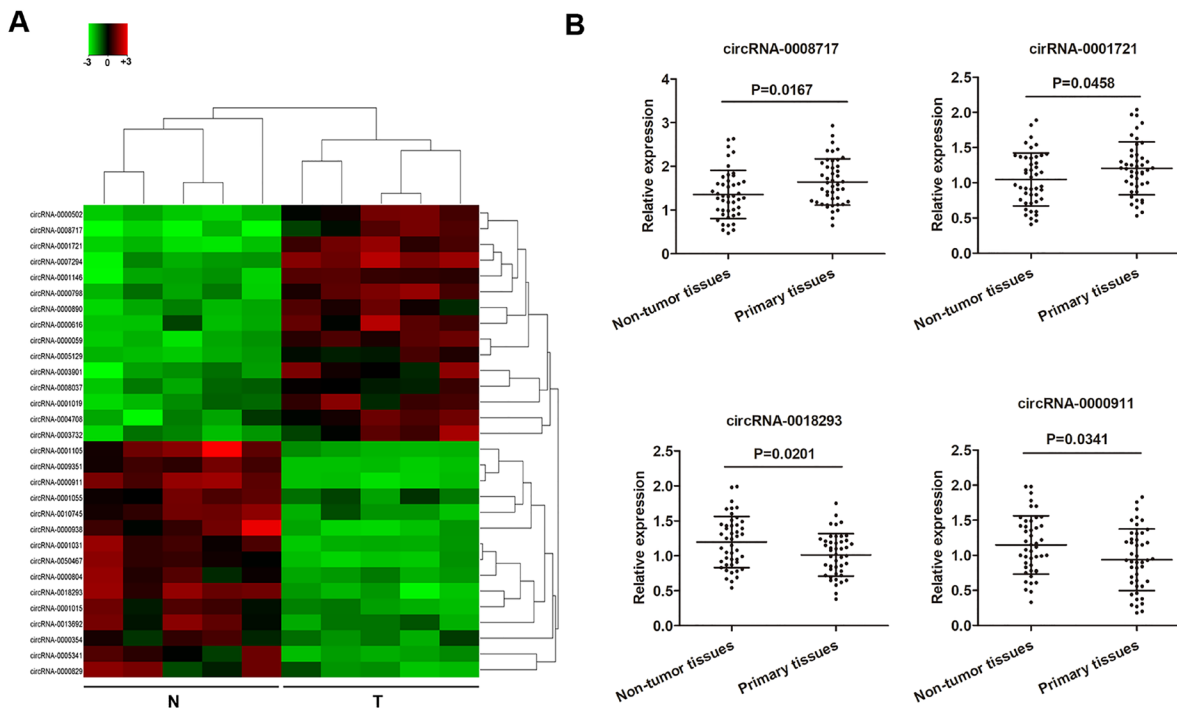 A
-3 0 +3
circRNA-0000502
circRNA-0008717
circRNA-0001721
circRNA-0007294
circRNA-0001146
circRNA-0000798
circRNA-0000890
circRNA-0000616
circRNA-0000059
circRNA-0005129
circRNA-0003901
circRNA-0008037
circRNA-0001019
circRNA-0004708
circRNA-0003732
circRNA-0001105
circRNA-0009351
circRNA-0000911
circRNA-0001055
circRNA-0010745
circRNA-0000938
circRNA-0001031
circRNA-0050467
circRNA-0000804
circRNA-0018293
circRNA-0001015
circRNA-0013692
circRNA-0000354
circRNA-0005341
circRNA-0000829
N T
B
circRNA-0008717
P=0.0167
Relative expression
4
3
2
1
0
Non-tumor tissues
Primary tissues
cirRNA-0001721
P=0.0458
Relative expression
2.5
2.0
1.5
1.0
0.5
0.0
Non-tumor tissues
Primary tissues
circRNA-0018293
P=0.0201
Relative expression
2.5
2.0
1.5
1.0
0.5
0.0
Non-tumor tissues
Primary tissues
circRNA-0000911
P=0.0341
Relative expression
2.5
2.0
1.5
1.0
0.5
0.0
Non-tumor tissues
Primary tissues